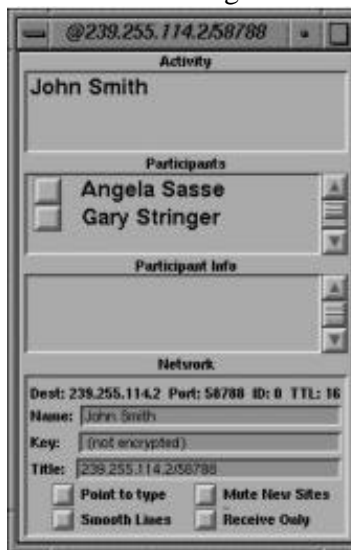 @239.255.114.2/58788
Activity
John Smith
Participants
Angela Sasse
Gary Stringer
Participant Info
Network
Dest: 239.255.114.2 Port: 58788 ID: 0 TTL: 16
Name: John Smith
Key: (not encrypted)
Title: 239.255.114.2/58788
Point to type Mute New Sites
Smooth Lines Receive Only